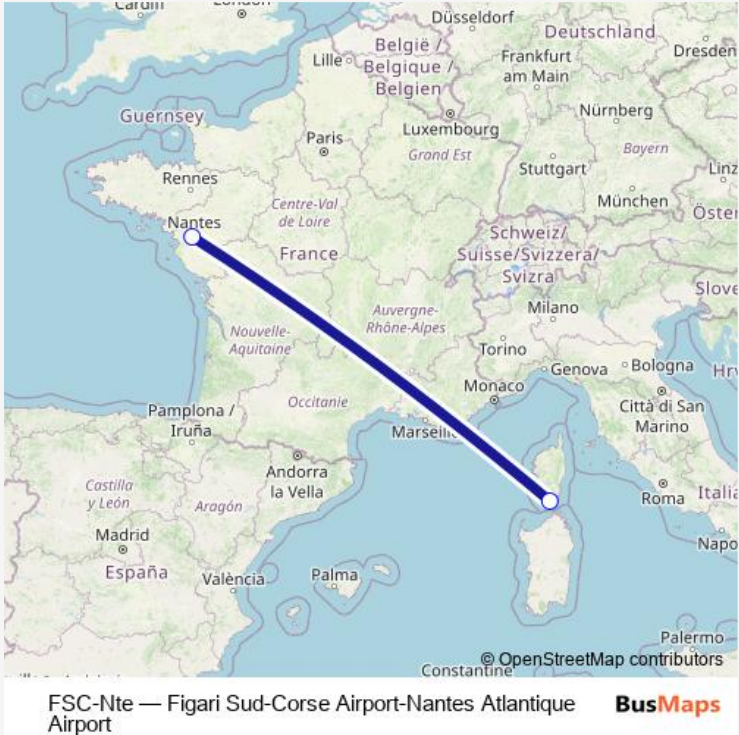 Cardiff
London
Düsseldorf
Deutschland
België /
Belgique /
Belgien
Lille
Frankfurt
am Main
Dresden
Guernsey
Luxembourg
Nürnberg
Paris
Grand Est
Bayern
Rennes
Stuttgart
Linz
München
Centre-Val
de Loire
Nantes
Schweiz/
Suisse/Svizzera/
Svizra
Öster
France
Slove
Auvergne-
Rhône-Alpes
Milano
Nouvelle-
Aquitaine
Torino
Genova
Bologna
Hrv
Monaco
Occitanie
Città di San
Marino
Pamplona /
Iruña
Marseille
Andorra
la Vella
Castilla
y León
Aragón
Roma
Italia
Madrid
Napo
España
València
Palma
Palermo
© OpenStreetMap contributors
Constantine
FSC-Nte — Figari Sud-Corse Airport-Nantes Atlantique
Airport
BusMaps